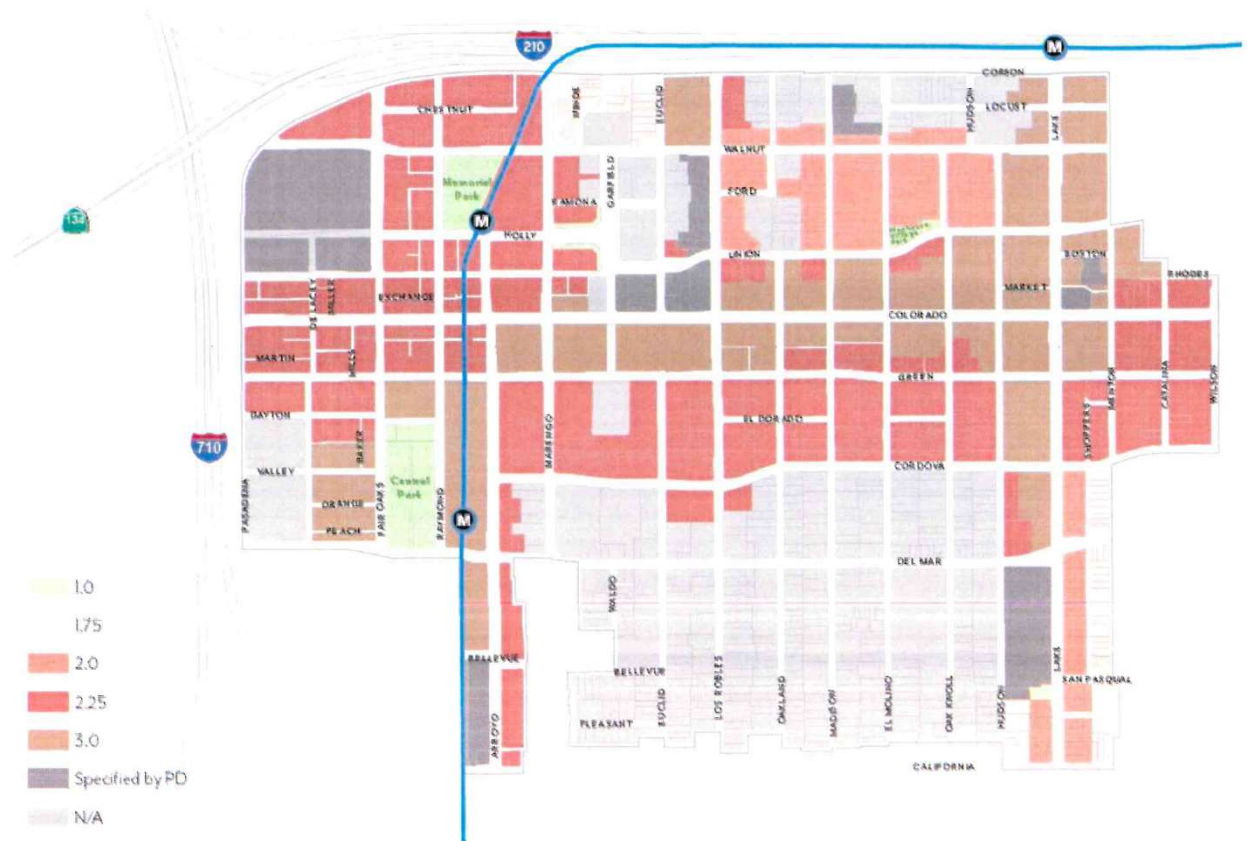 210
M
CORSON
CHESTNUT
EUCLID
HUDSON
LOCUST
LAKE
WALNUT
134
Memorial
Park
FORD
GARFIELD
RAMONA
M
HOLLY
UNION
BOSTON
DE LACEY
MILLER
EXCHANGE
MARKET
RHODES
COLORADO
MARTIN
MILLS
GREEN
MENTOR
CATALINA
WILSON
DAYTON
EL DORADO
SHOPPERS
710
BAKER
MARENGO
VALLEY
CORDOVA
PASADENA
Central
Park
ORANGE
FAIR OAKS
RAYMOND
PEACH
M
DEL MAR
1.0
WALDO
1.75
2.0
BELLEVUE
BELLEVUE
LAKE
SAN PASQUAL
2.25
EUCLID
LOS ROBLES
OAKLAND
MADISON
EL MOLINO
OAK KNOLL
HUDSON
PLEASANT
3.0
ARROYO
CALIFORNIA
Specified by PD
N/A